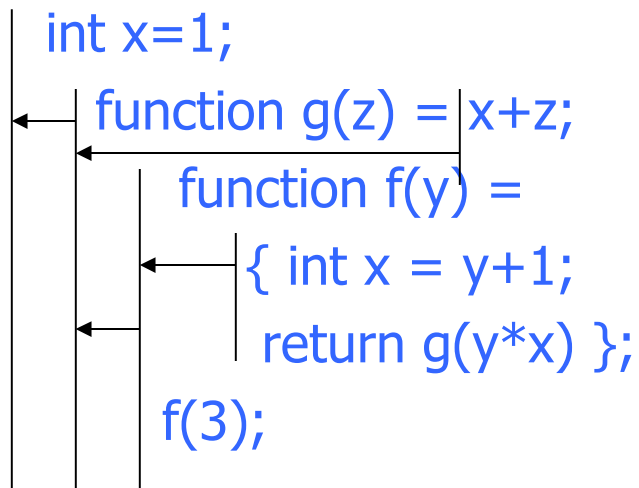 int x=1;
function g(z) = x+z;
function f(y) =
{ int x = y+1;
return g(y*x) };
f(3);